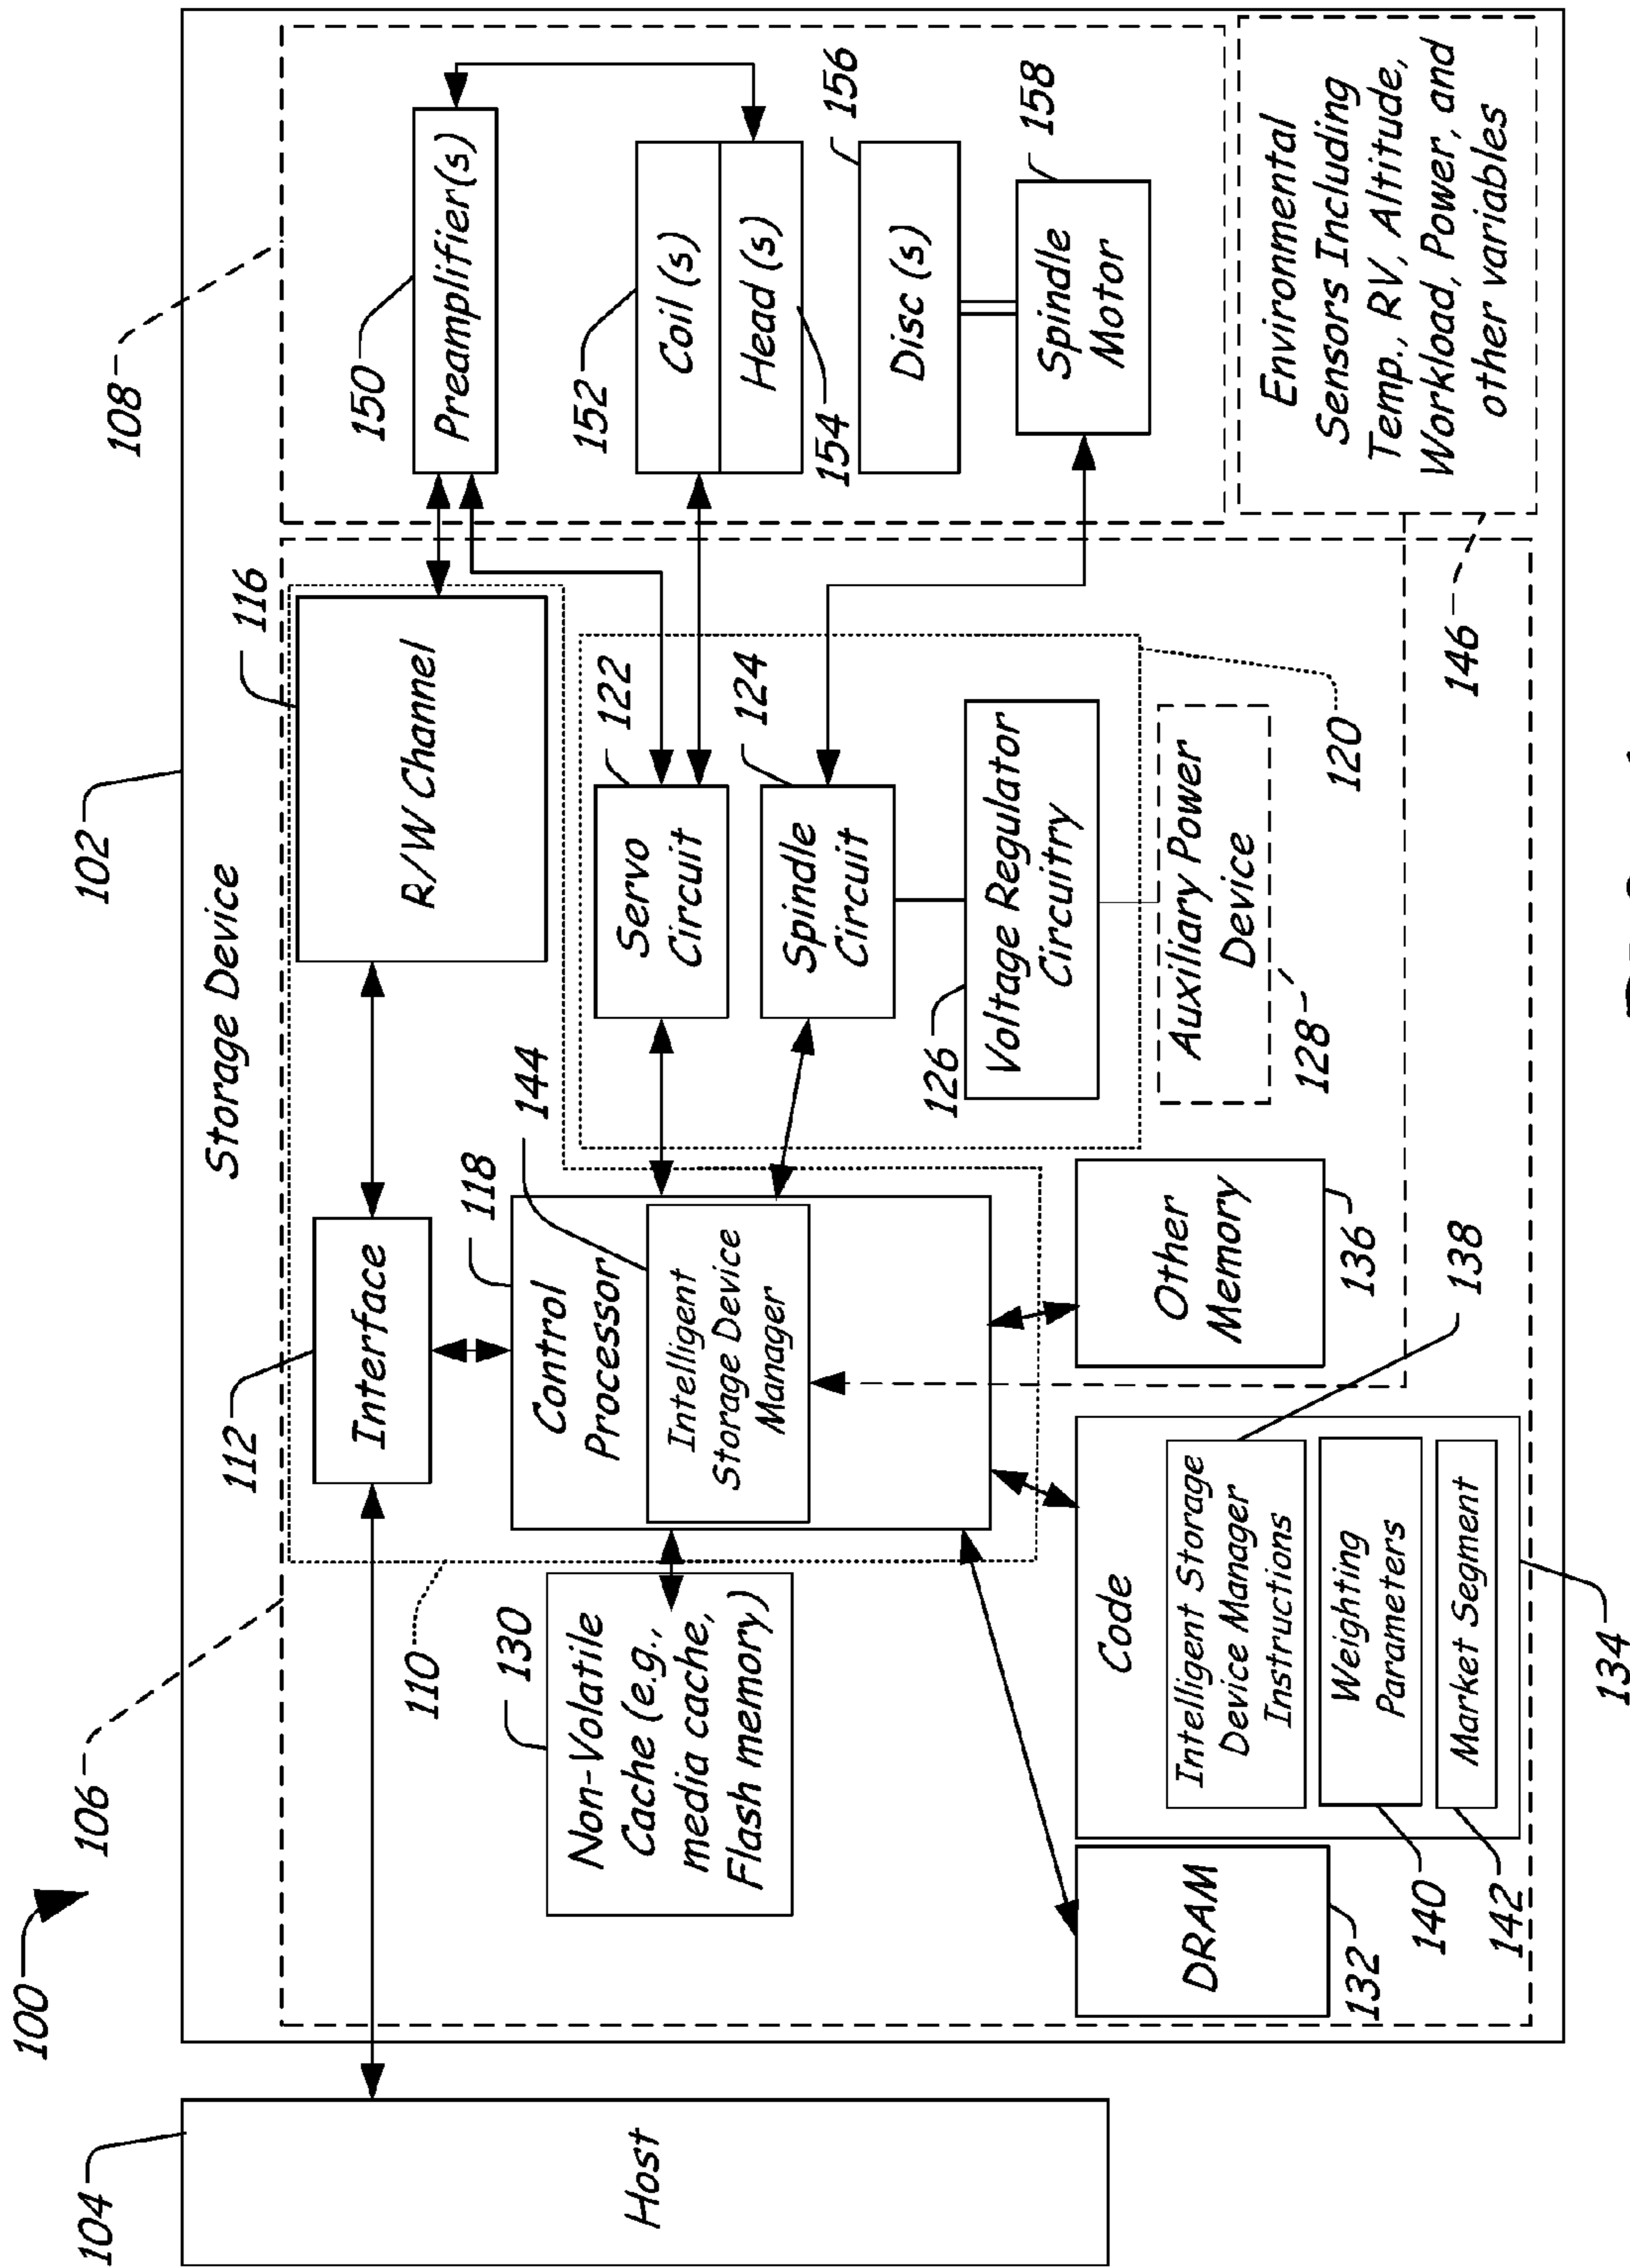 100
104
106
102
108
Storage Device
112
116
150
Host
Interface
R/W Channel
Preamplifier(s)
110
118
144
130
Non-Volatile
Cache (e.g.,
media cache,
Flash memory)
Control
Processor
Intelligent
Storage Device
Manager
122
Servo
Circuit
124
Spindle
Circuit
152
Coil (s)
Head (s)
154
156
Disc (s)
158
Spindle
Motor
126
Voltage Regulator
Circuitry
Auxiliary Power
Device
128
120
DRAM
132
Code
Intelligent Storage
Device Manager
Instructions
Weighting
Parameters
Market Segment
140
142
134
138
Other
Memory
136
146
Environmental
Sensors Including
Temp., RV, Altitude,
Workload, Power, and
other variables